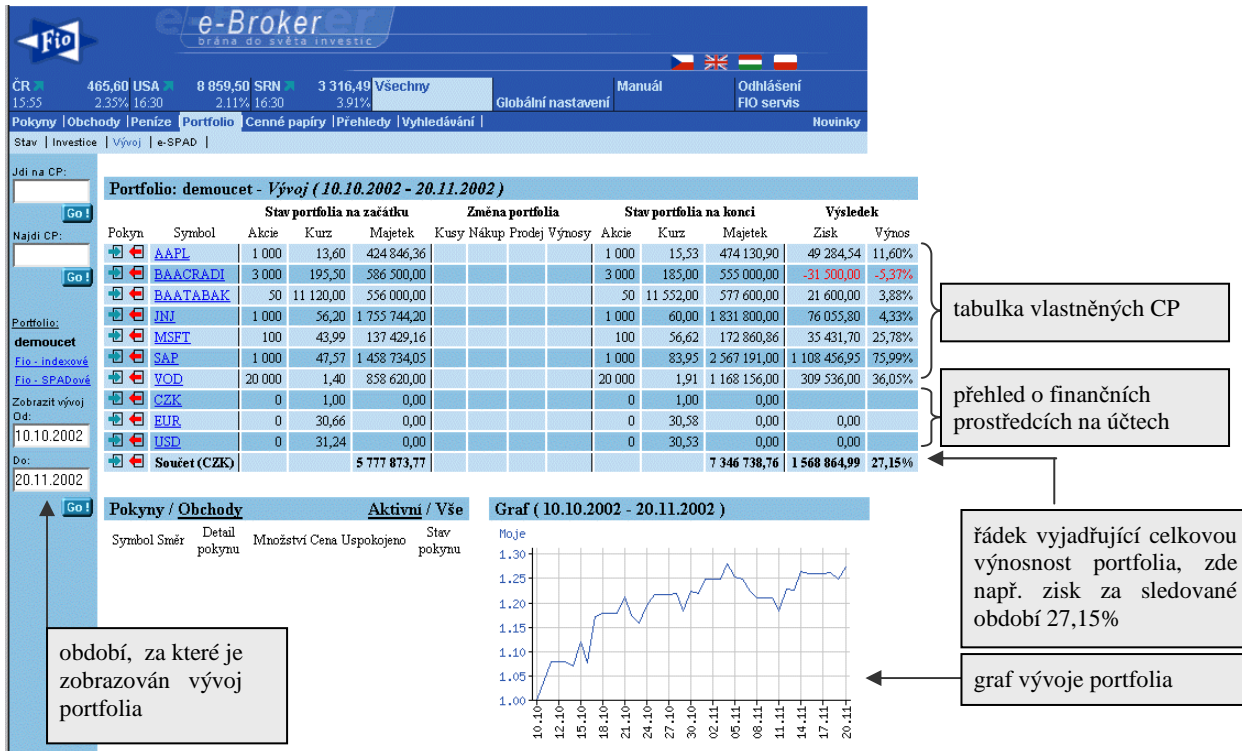 Fio
e-Broker
brána do světa investic
ČR 465,60 USA 8 859,50 SRN 3 316,49 Všechny Manuál Odhlášení
15:55 2.35% 16:30 2.11% 16:30 3.91% Globální nastavení FIO servis
Pokyny | Obchody | Peníze | Portfolio | Cenné papíry | Přehledy | Vyhledávání | Novinky
Stav | Investice | Vývoj | e-SPAD |
Jdi na CP:
Go !
Najdi CP:
Go !
Portfolio:
demoucet
Fio - indexové
Fio - SPADové
Zobrazit vývoj
Od:
10.10.2002
Do:
20.11.2002
Go !
Portfolio: demoucet - Vývoj ( 10.10.2002 - 20.11.2002 )
Stav portfolia na začátku Změna portfolia Stav portfolia na konci Výsledek
Pokyn Symbol Akcie Kurz Majetek Kusy Nákup Prodej Výnosy Akcie Kurz Majetek Zisk Výnos
AAPL 1 000 13,60 424 846,36 1 000 15,53 474 130,90 49 284,54 11,60%
BAACRADI 3 000 195,50 586 500,00 3 000 185,00 555 000,00 -31 500,00 -5,37%
BAATABAK 50 11 120,00 556 000,00 50 11 552,00 577 600,00 21 600,00 3,88%
JNJ 1 000 56,20 1 755 744,20 1 000 60,00 1 831 800,00 76 055,80 4,33%
MSFT 100 43,99 137 429,16 100 56,62 172 860,86 35 431,70 25,78%
SAP 1 000 47,57 1 458 734,05 1 000 83,95 2 567 191,00 1 108 456,95 75,99%
VOD 20 000 1,40 858 620,00 20 000 1,91 1 168 156,00 309 536,00 36,05%
CZK 0 1,00 0,00 0 1,00 0,00
EUR 0 30,66 0,00 0 30,58 0,00 0,00
USD 0 31,24 0,00 0 30,53 0,00 0,00
Součet (CZK) 5 777 873,77 7 346 738,76 1 568 864,99 27,15%
tabulka vlastněných CP
přehled o finančních
prostředcích na účtech
řádek vyjadřující celkovou
výnosnost portfolia, zde
např. zisk za sledované
období 27,15%
Pokyny / Obchody Aktivní / Vše
Symbol Směr Detail pokynu Množství Cena Uspokojeno Stav pokynu
Graf ( 10.10.2002 - 20.11.2002 )
Moje
1.30
1.25
1.20
1.15
1.10
1.05
1.00
10.10 12.10 15.10 18.10 21.10 24.10 27.10 30.10 02.11 05.11 08.11 11.11 14.11 17.11 20.11
období, za které je
zobrazován vývoj
portfolia
graf vývoje portfolia